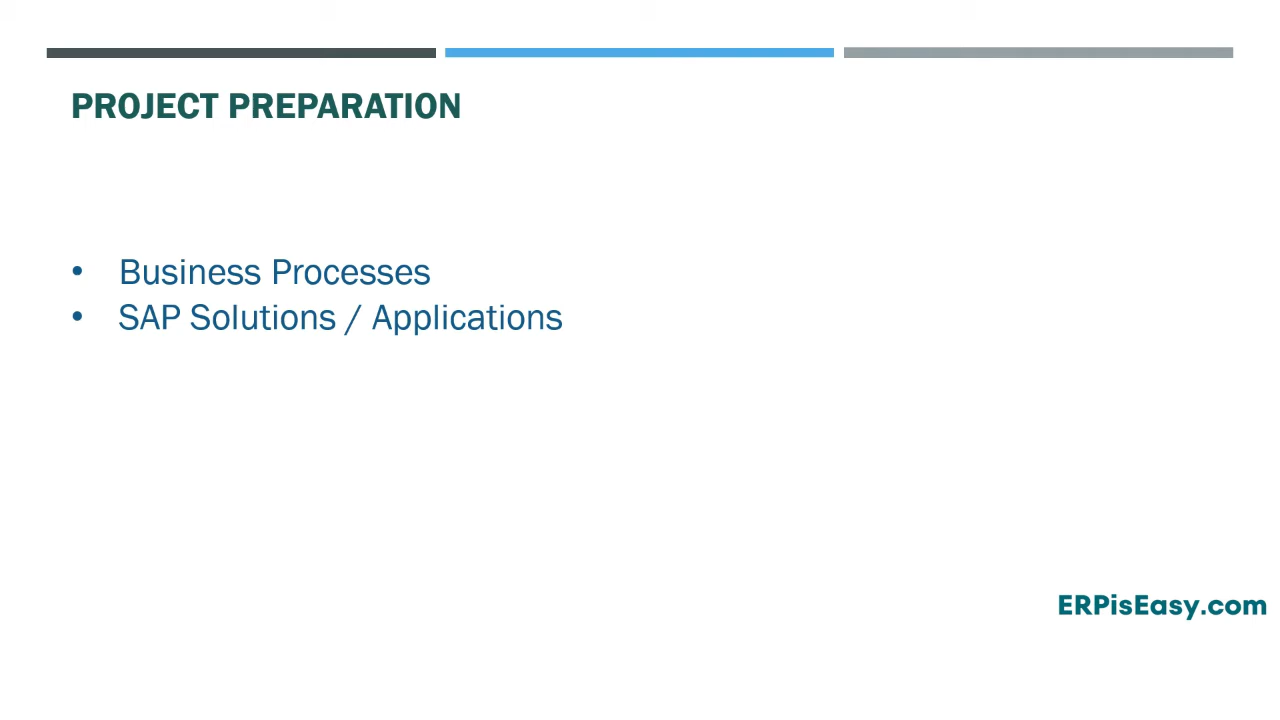 PROJECT PREPARATION
• Business Processes
• SAP Solutions / Applications
ERPisEasy.com